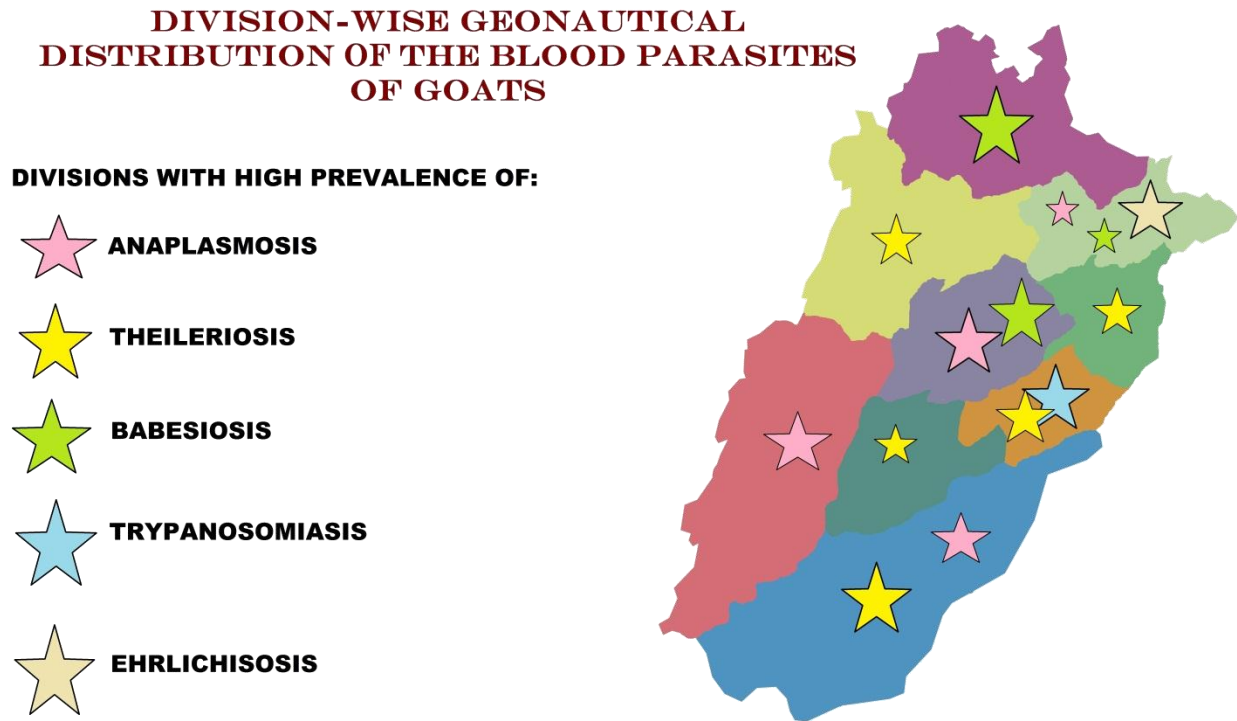 DIVISION-WISE GEONAUTICAL
DISTRIBUTION OF THE BLOOD PARASITES
OF GOATS
DIVISIONS WITH HIGH PREVALENCE OF:
ANAPLASMOSIS
THEILERIOSIS
BABESIOSIS
TRYPANOSOMIASIS
EHRLICHISOSIS